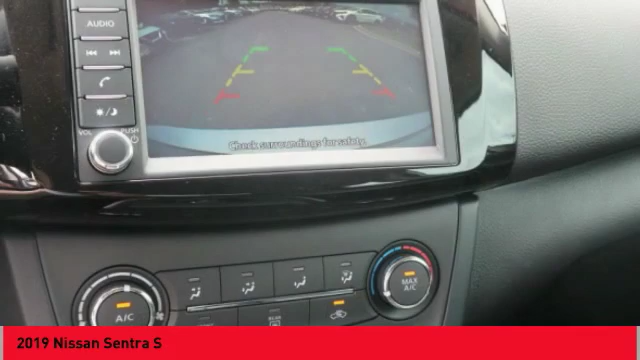 AUDIO
VOL
PUSH
Check surroundings for safety.
A/C
MAX
A/C
2019 Nissan Sentra S